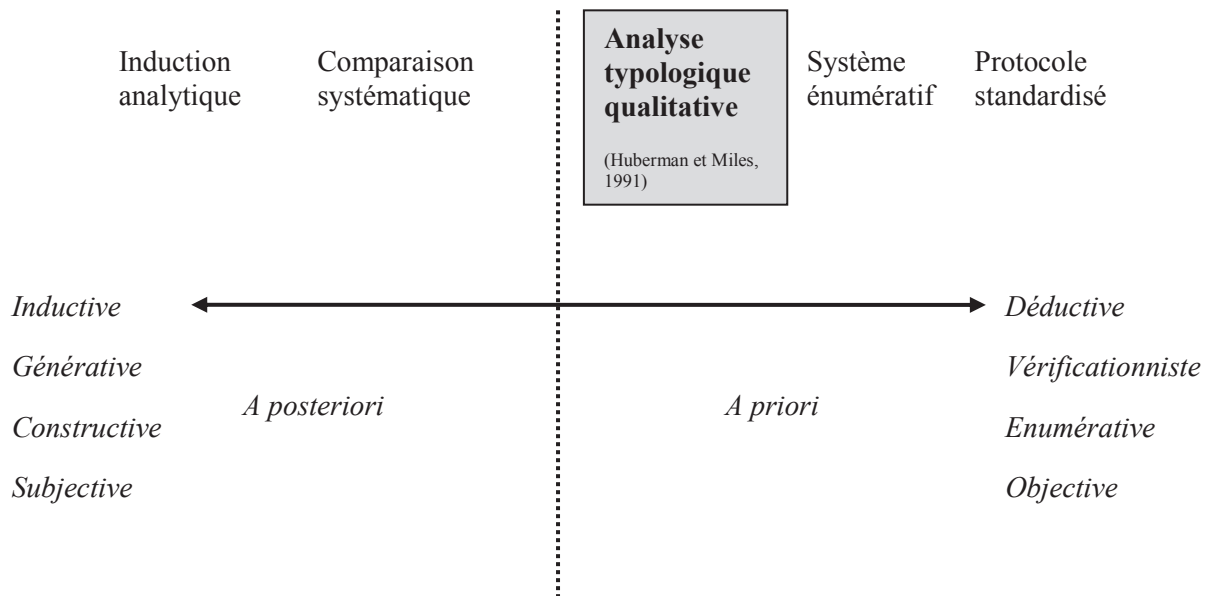 Induction
analytique
Comparaison
systématique
Analyse
typologique
qualitative
(Huberman et Miles,
1991)
Système
énumératif
Protocole
standardisé
Inductive
Déductive
Générative
Vérificationniste
A posteriori
A priori
Constructive
Enumérative
Subjective
Objective